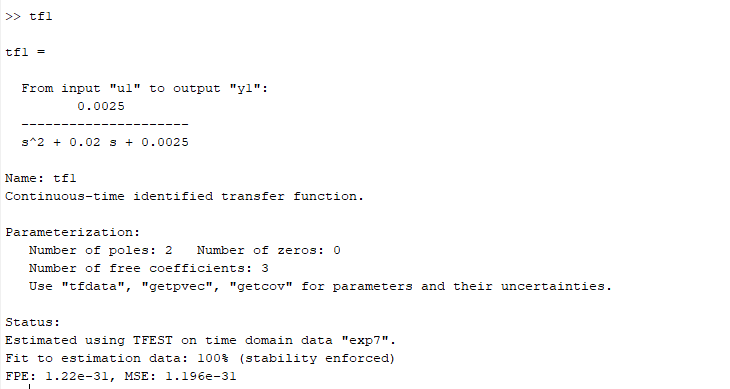 >> tf1
tf1 =
From input "u1" to output "y1":
0.0025
---------------------
s^2 + 0.02 s + 0.0025
Name: tf1
Continuous-time identified transfer function.
Parameterization:
Number of poles: 2   Number of zeros: 0
Number of free coefficients: 3
Use "tfdata", "getpvec", "getcov" for parameters and their uncertainties.
Status:
Estimated using TFEST on time domain data "exp7".
Fit to estimation data: 100% (stability enforced)
FPE: 1.22e-31, MSE: 1.196e-31